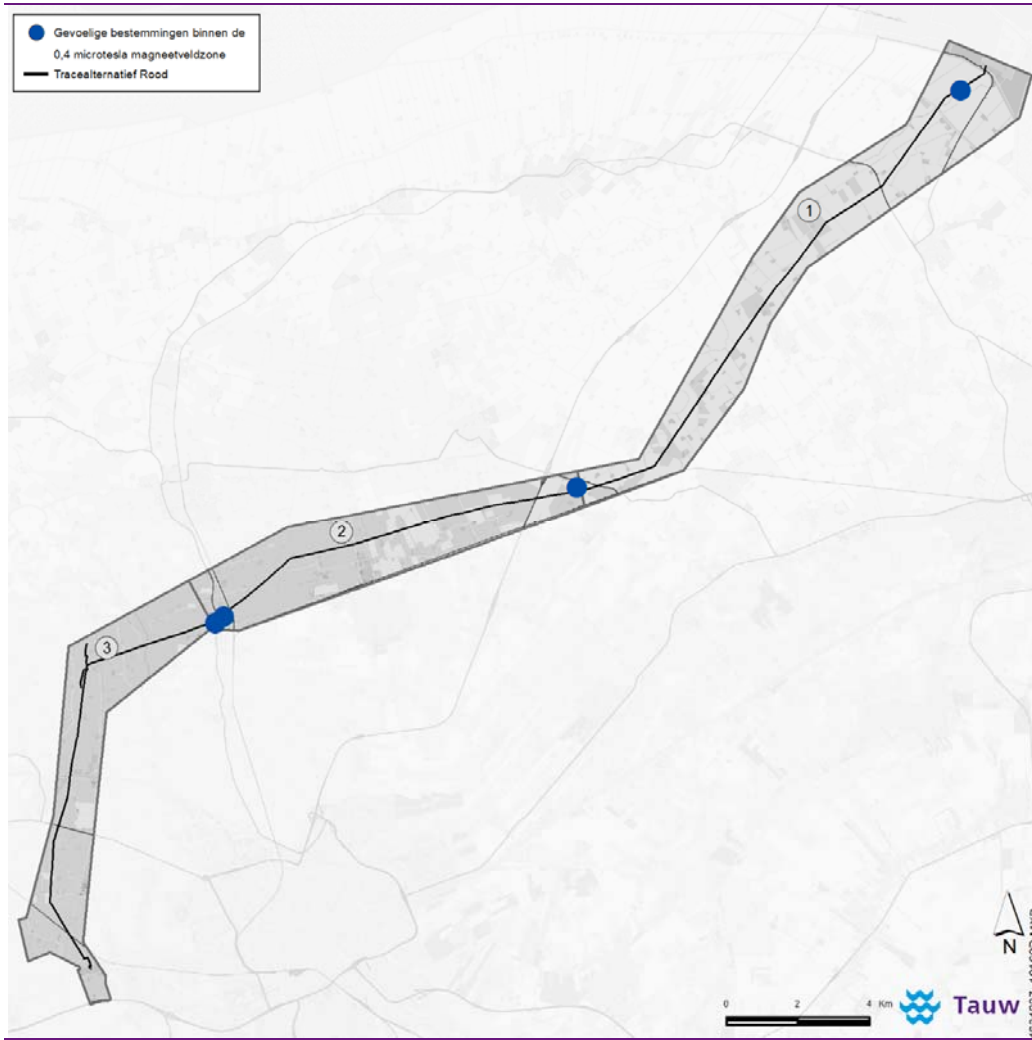 Gevoelige bestemmingen binnen de
0,4 microtesla magneetveldzone
Tracealternatief Rood
1
2
3
N
0 2 4 Km
Tauw